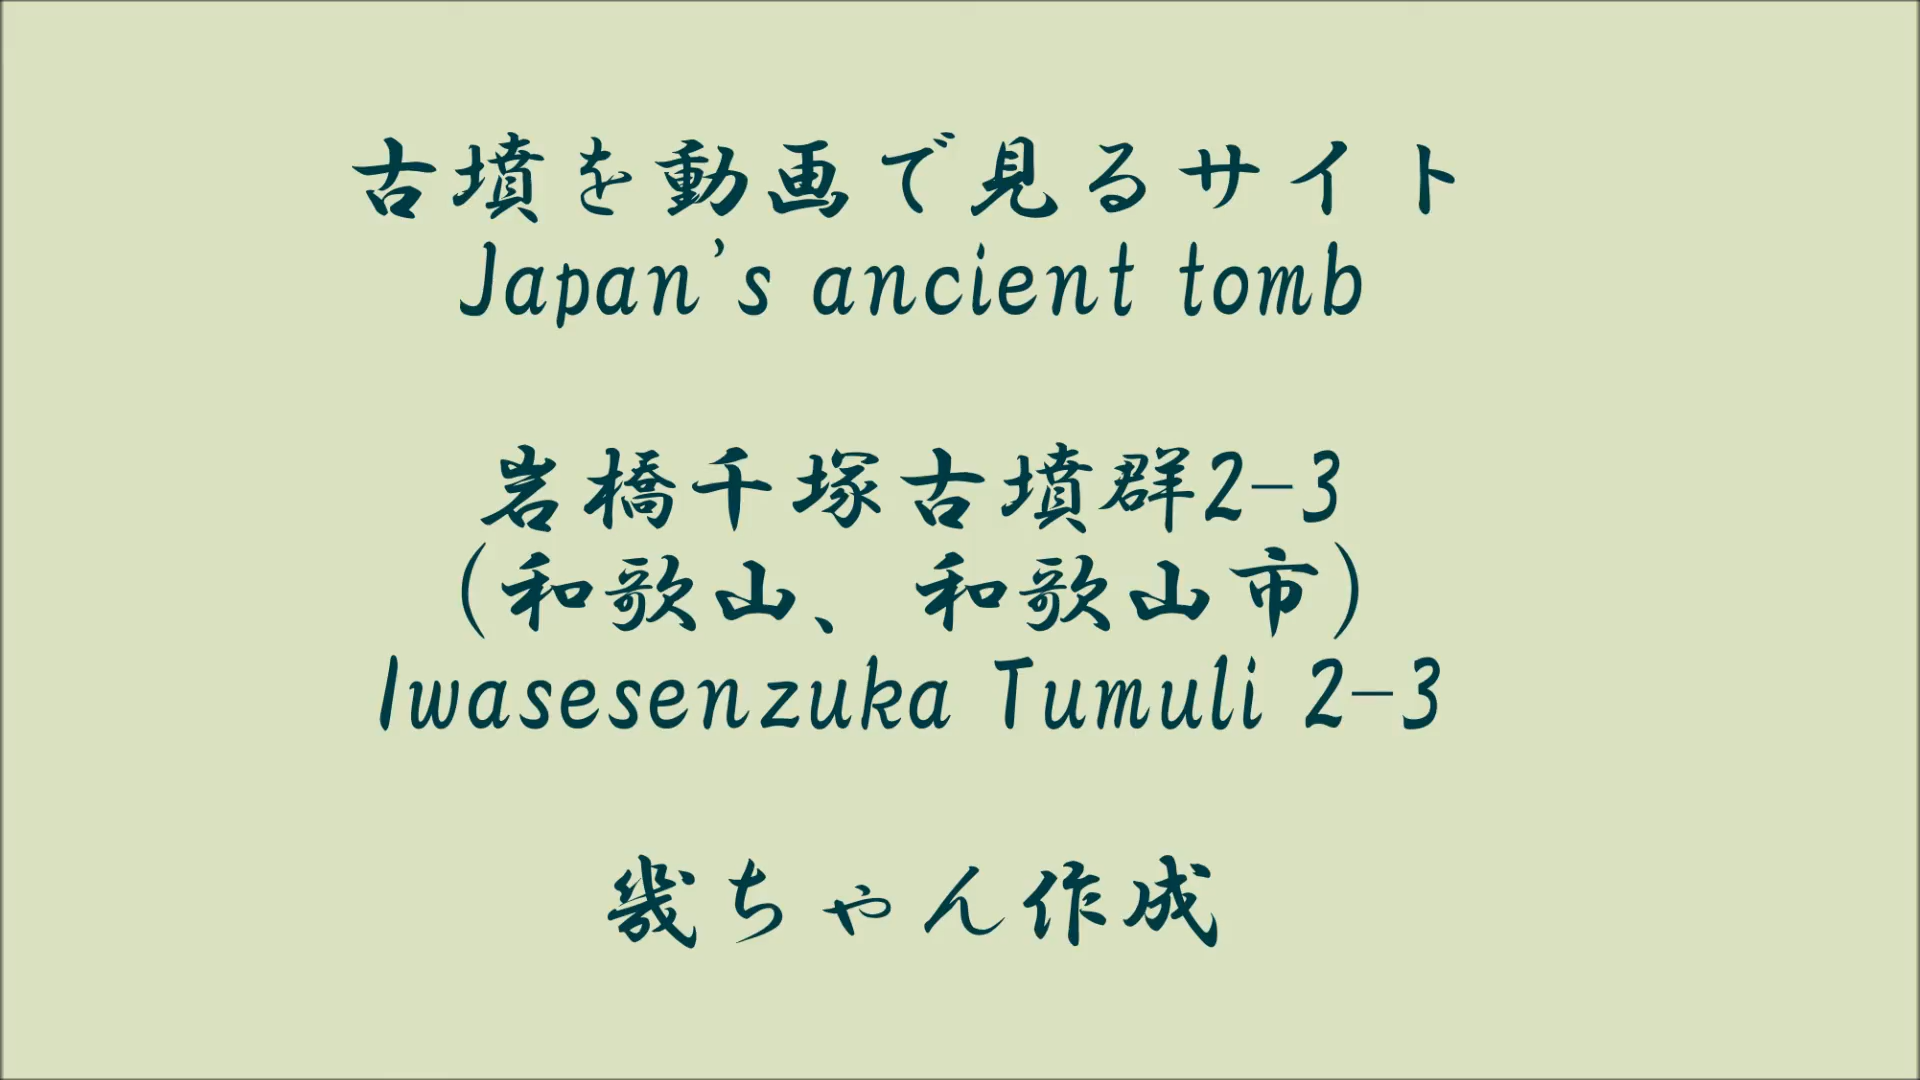 古墳を動画で見るサイト
Japan's ancient tomb
岩橋千塚古墳群2-3
(和歌山、和歌山市)
Iwasesenzuka Tumuli 2-3
幾ちゃん作成